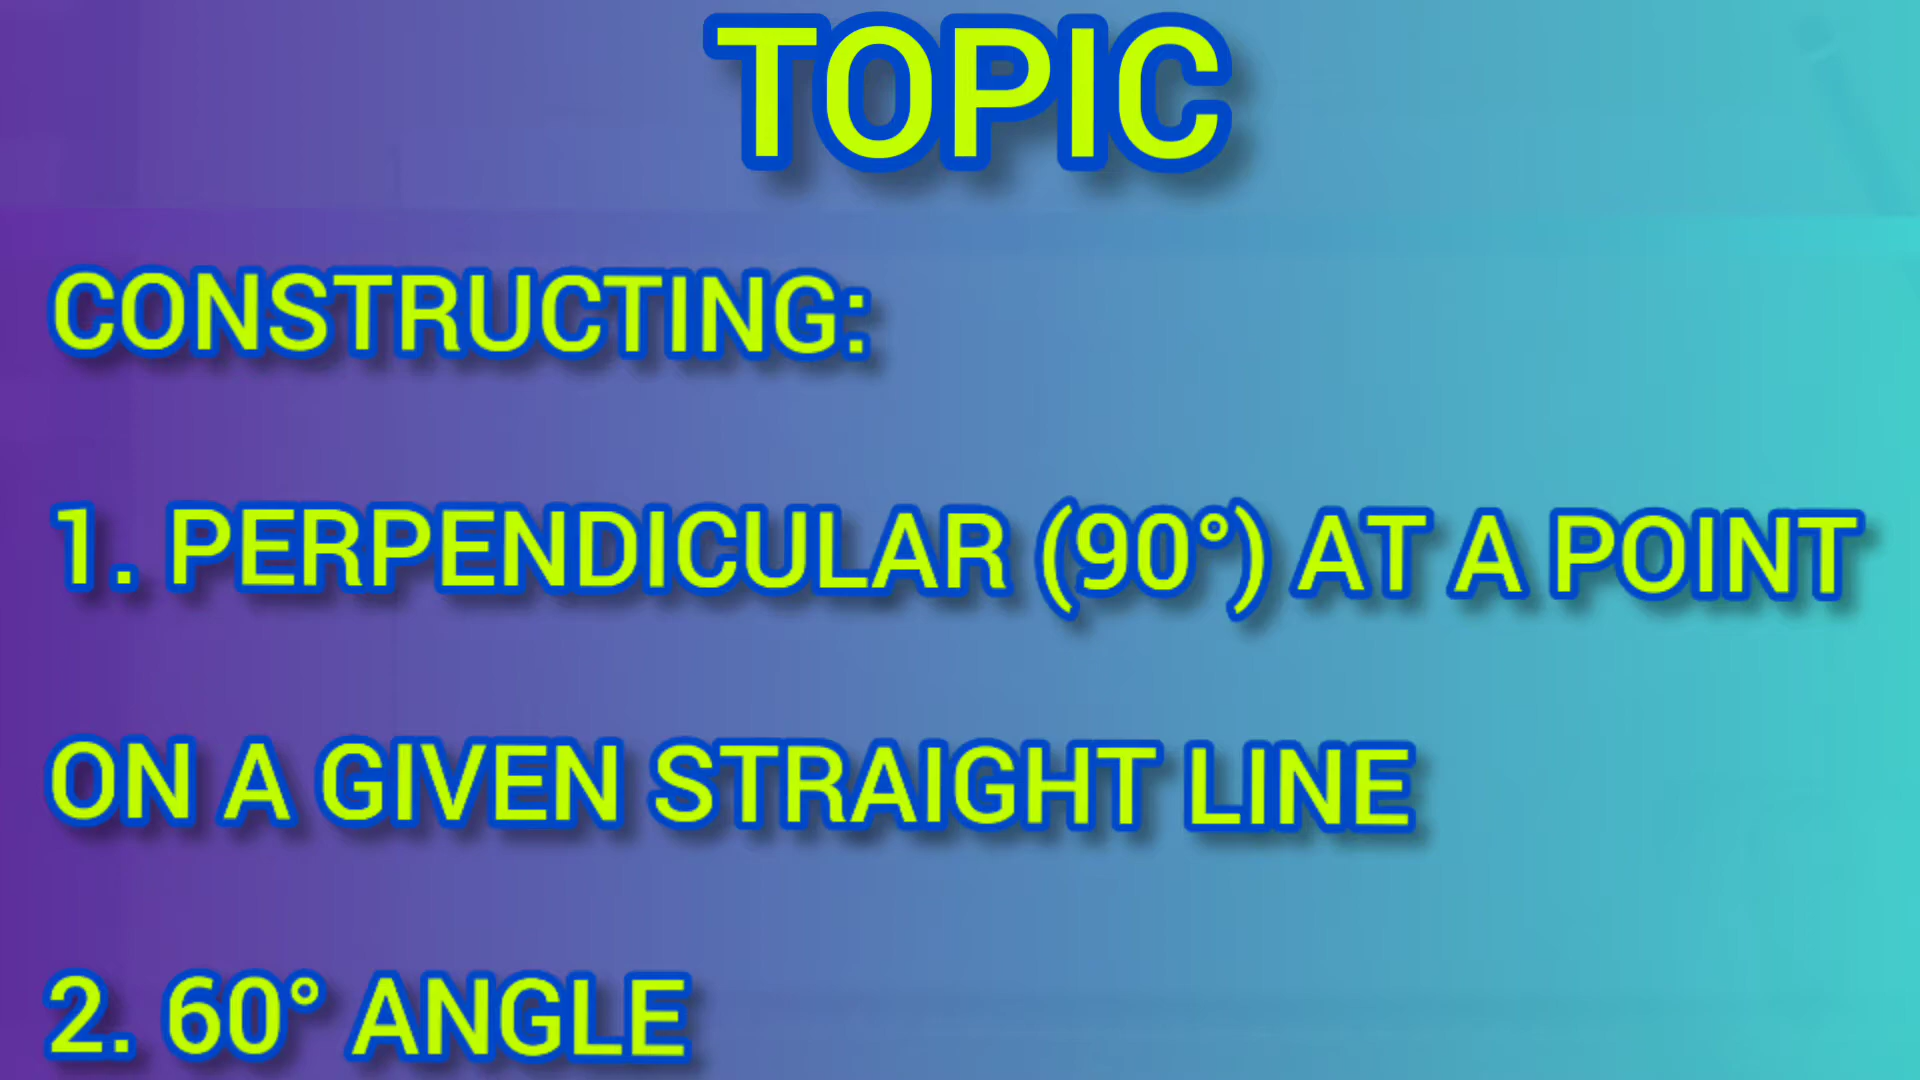 TOPIC
CONSTRUCTING:
1. PERPENDICULAR (90°) AT A POINT
ON A GIVEN STRAIGHT LINE
2. 60° ANGLE